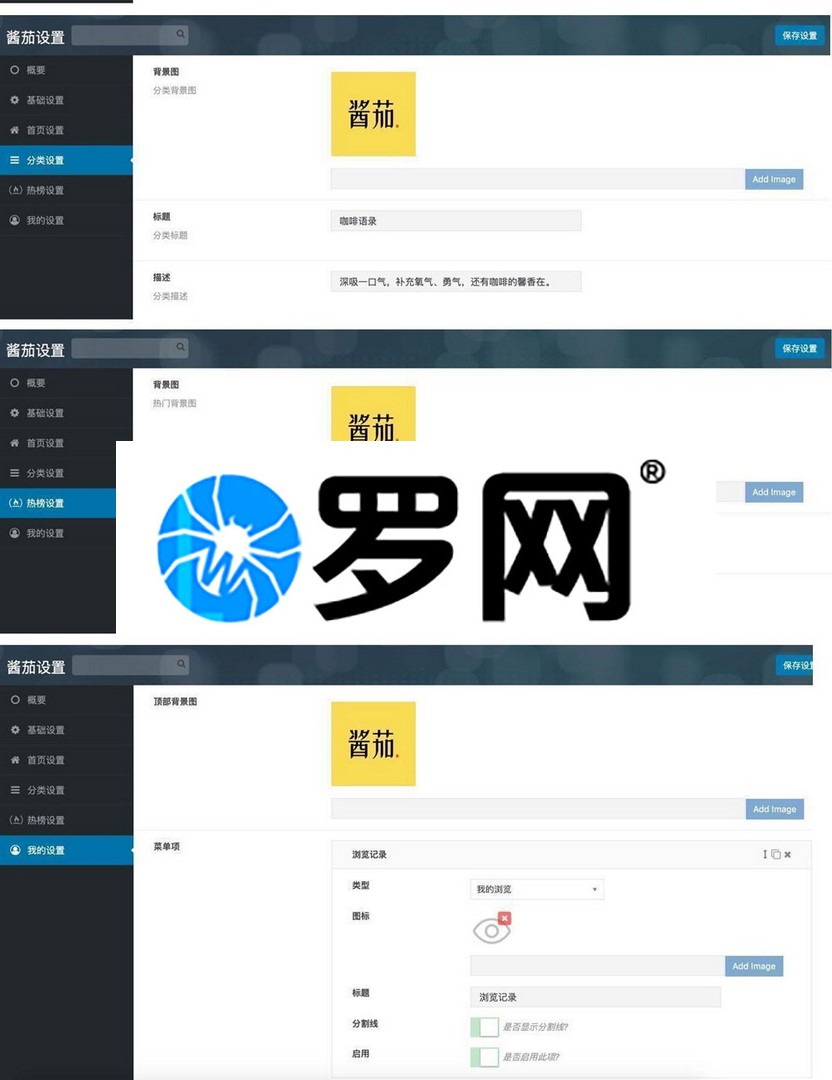 酱茄设置
保存设置
概要
基础设置
首页设置
分类设置
热榜设置
我的设置
背景图
分类背景图
酱茄.
Add Image
标题
分类标题
咖啡语录
描述
分类描述
深吸一口气，补充氧气、勇气，还有咖啡的馨香在。
酱茄设置
保存设置
概要
基础设置
首页设置
分类设置
热榜设置
我的设置
背景图
热门背景图
酱茄.
Add Image
罗网®
酱茄设置
保存设
概要
基础设置
首页设置
分类设置
热榜设置
我的设置
顶部背景图
酱茄.
Add Image
菜单项
浏览记录
类型
我的浏览
图标
Add Image
标题
浏览记录
分割线
是否显示分割线?
启用
是否启用此项?